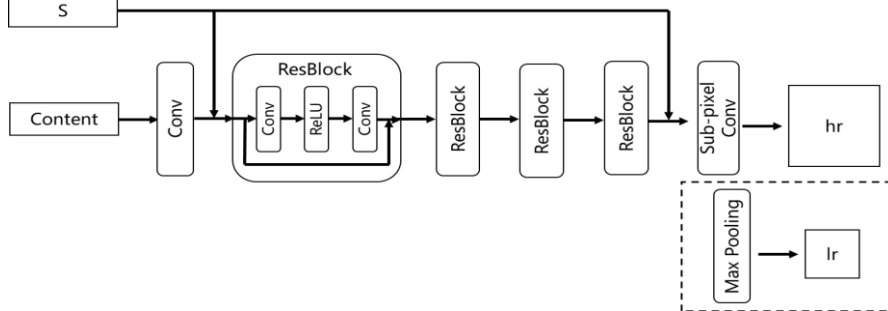 S
ResBlock
Content
Conv
Conv
ReLU
Conv
ResBlock
ResBlock
ResBlock
Sub-pixel
Conv
hr
Max Pooling
lr